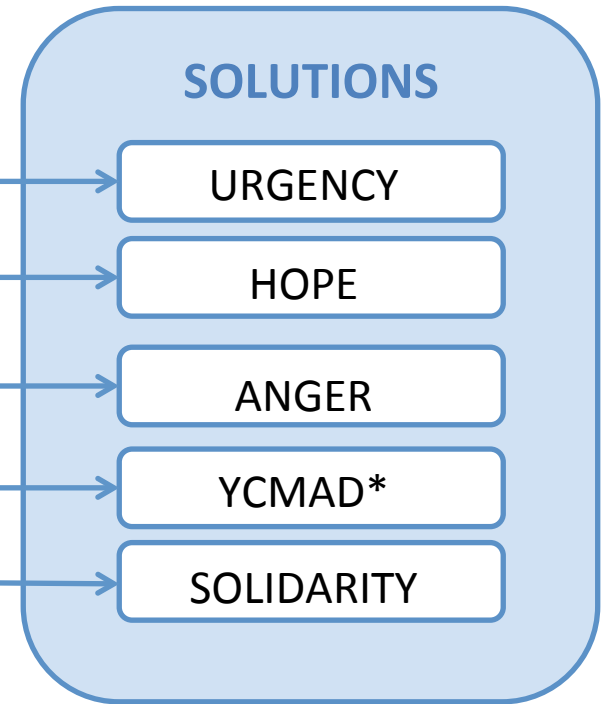 SOLUTIONS
URGENCY
HOPE
ANGER
YCMAD*
SOLIDARITY